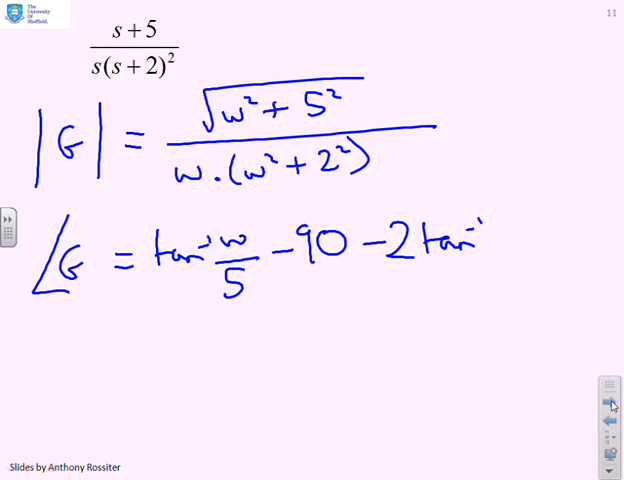 The University Of Sheffield.
11
s + 5
s(s + 2)²
|G| = √(w² + 5²) / w.(w² + 2²)
∠G = tan⁻¹ w/5 - 90 - 2 tan⁻¹
Slides by Anthony Rossiter